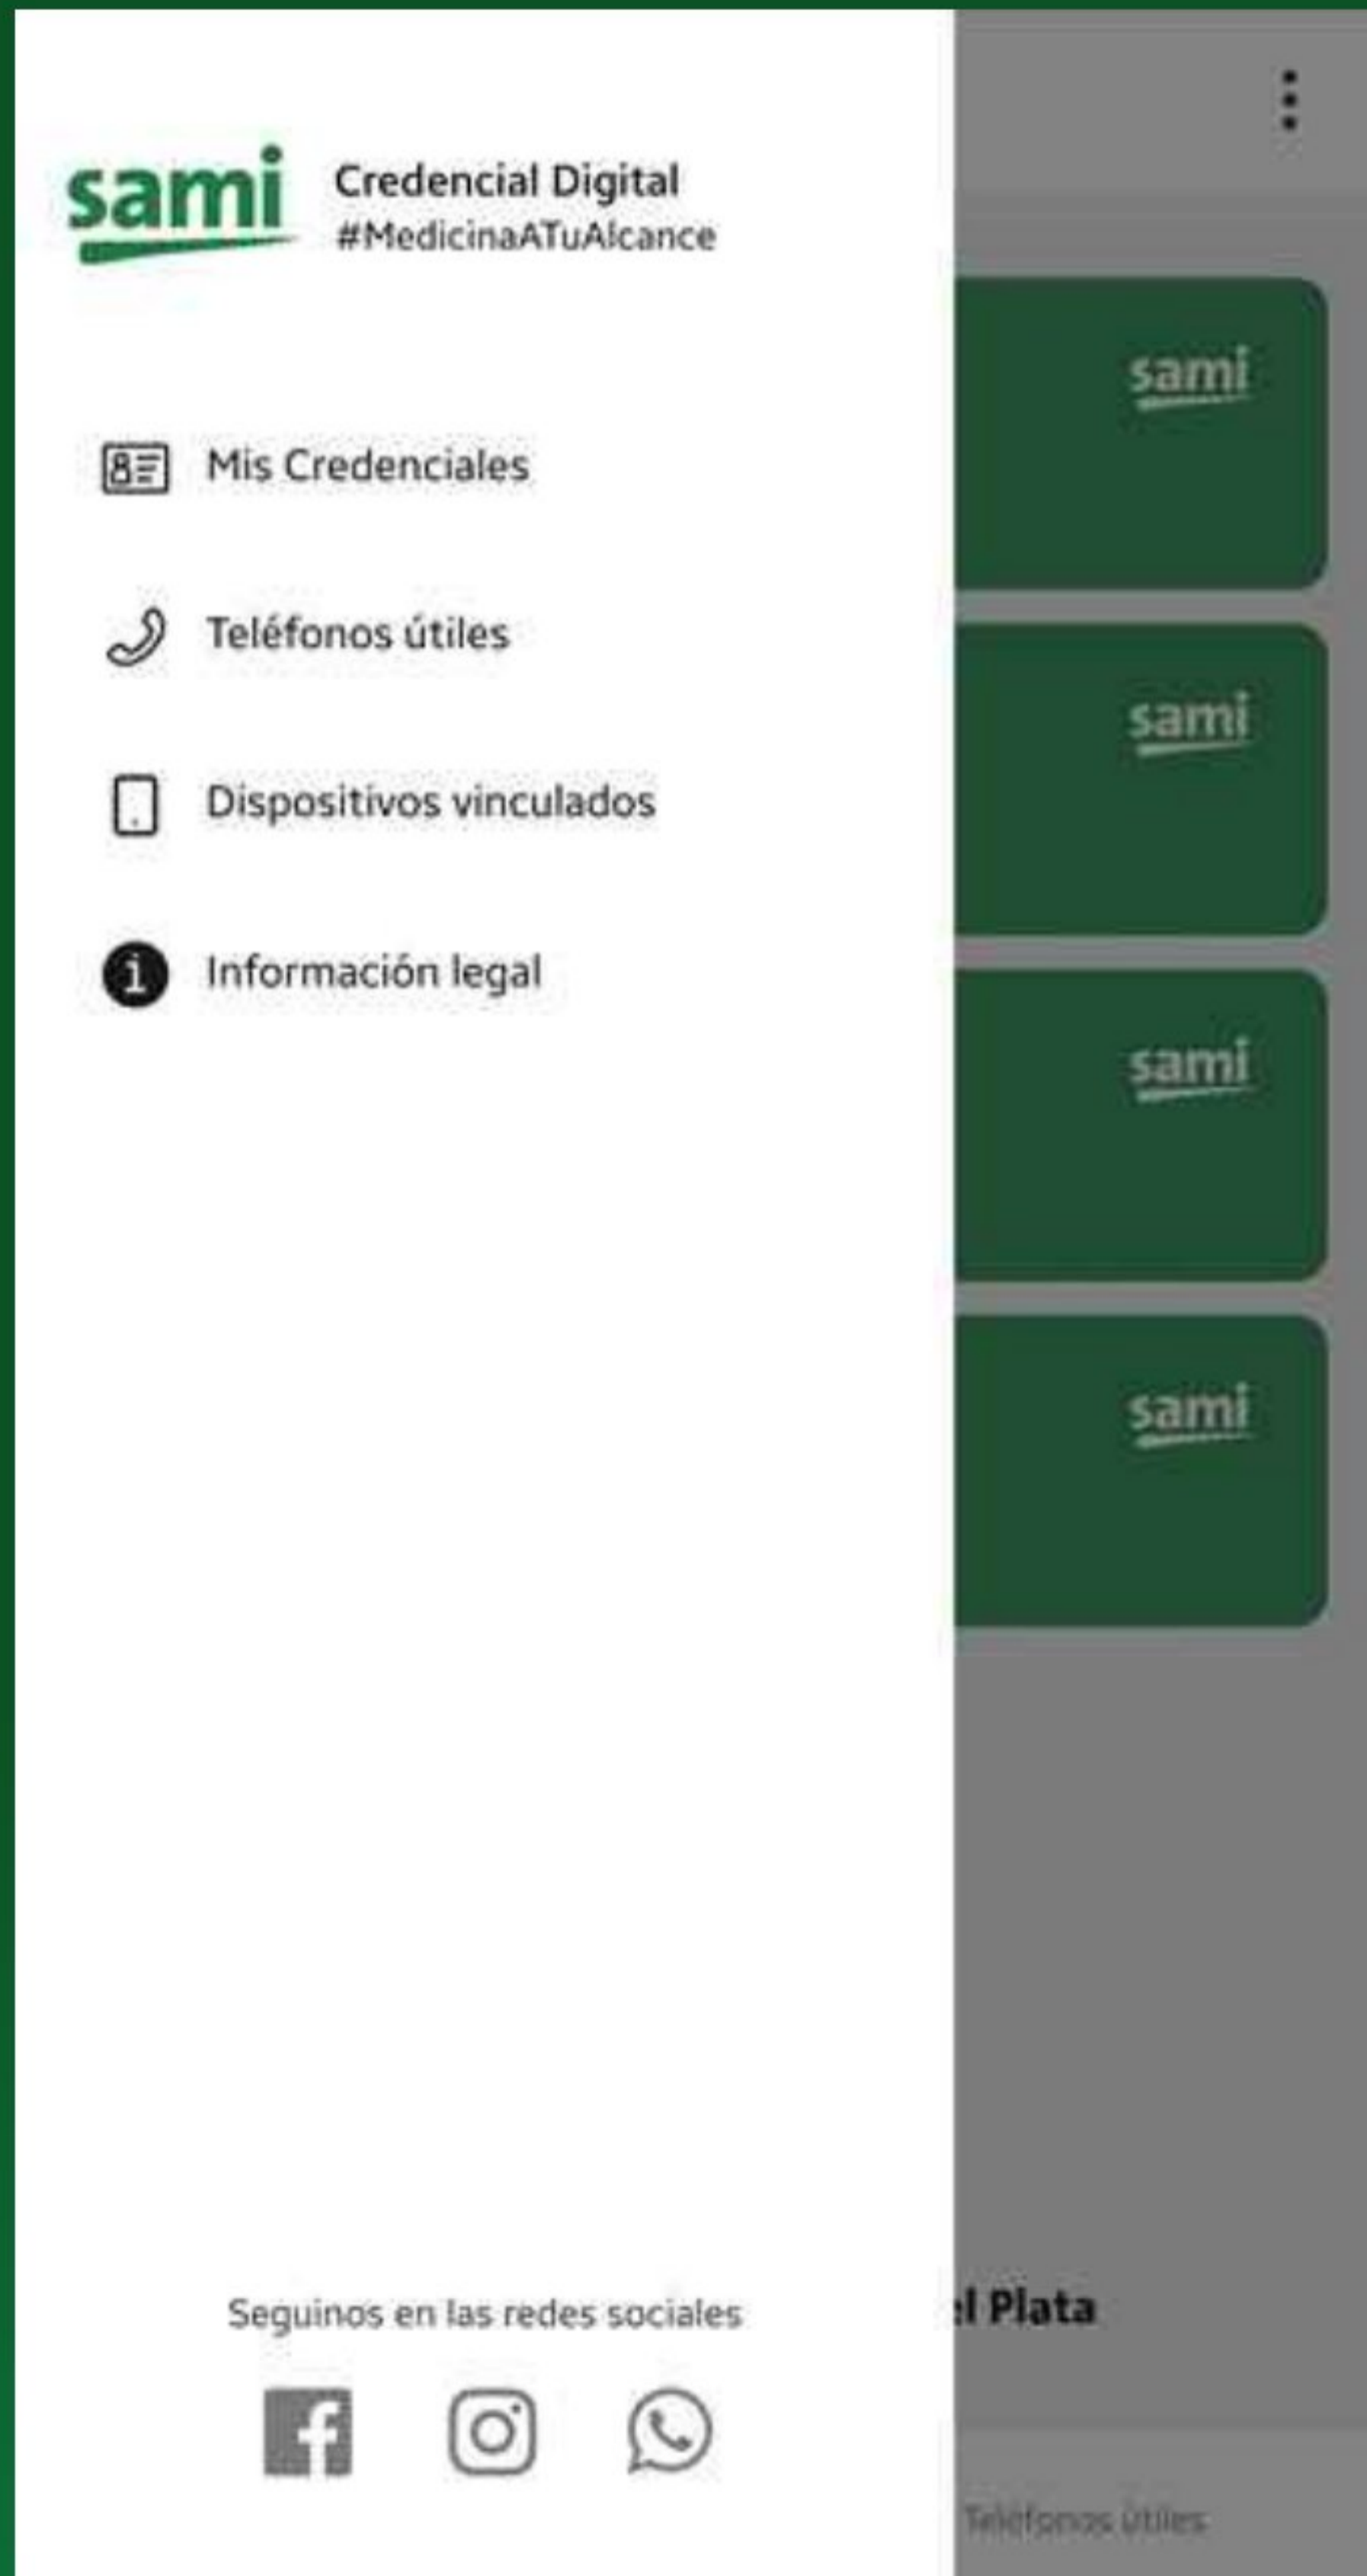 sami
Credencial Digital
#MedicinaATuAlcance
Mis Credenciales
Teléfonos útiles
Dispositivos vinculados
Información legal
Seguinos en las redes sociales
sami
sami
sami
sami
el Plata
Teléfonos útiles